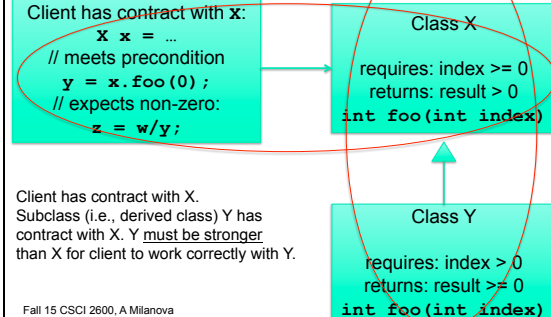 Client has contract with X:
X x = …
// meets precondition
y = x.foo(0);
// expects non-zero:
z = w/y;
Class X
requires: index >= 0
returns: result > 0
int foo(int index)
Client has contract with X.
Subclass (i.e., derived class) Y has
contract with X. Y must be stronger
than X for client to work correctly with Y.
Class Y
requires: index > 0
returns: result >= 0
int foo(int index)
Fall 15 CSCI 2600, A Milanova